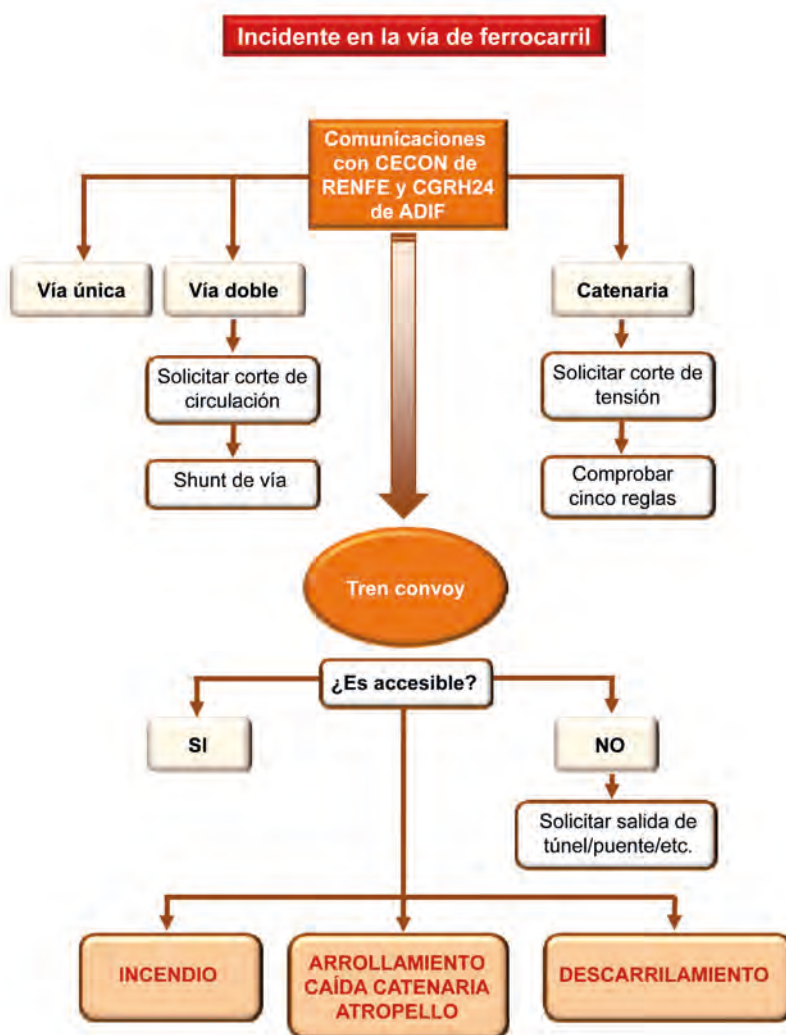 Incidente en la vía de ferrocarril
Comunicaciones
con CECON de
RENFE y CGRH24
de ADIF
Vía única
Vía doble
Catenaria
Solicitar corte de
circulación
Solicitar corte de
tensión
Shunt de vía
Comprobar
cinco reglas
Tren convoy
¿Es accesible?
SI
NO
Solicitar salida de
túnel/puente/etc.
INCENDIO
ARROLLAMIENTO
CAÍDA CATENARIA
ATROPELLO
DESCARRILAMIENTO